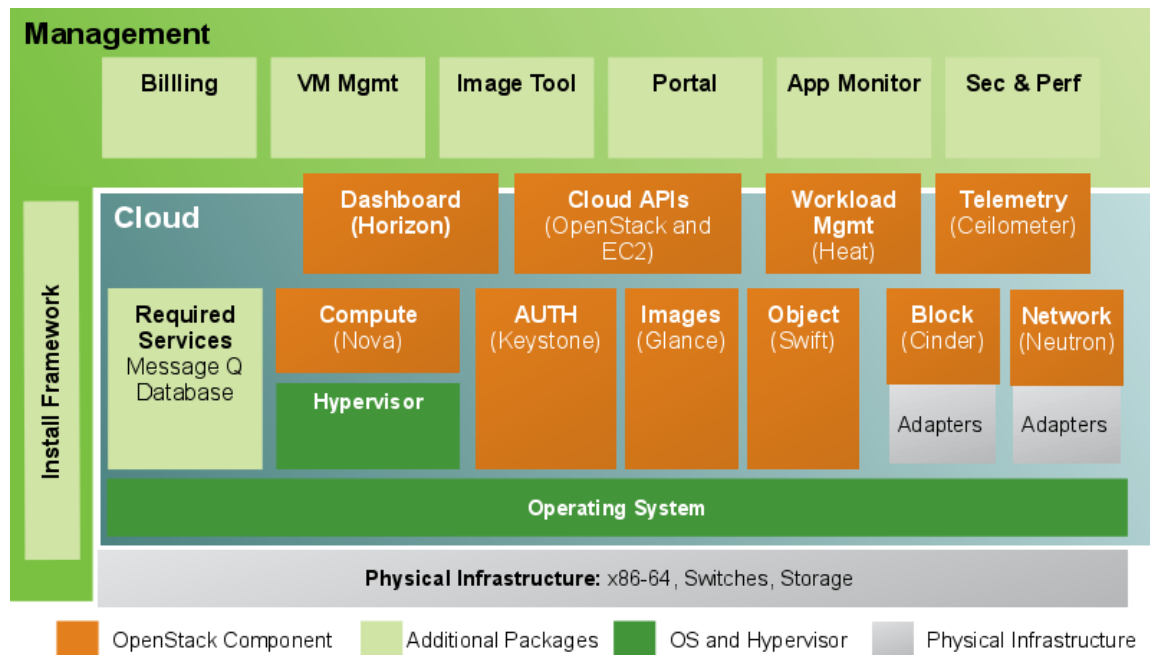 Management
Billling
VM Mgmt
Image Tool
Portal
App Monitor
Sec & Perf
Install Framework
Cloud
Dashboard
(Horizon)
Cloud APIs
(OpenStack and
EC2)
Workload
Mgmt
(Heat)
Telemetry
(Ceilometer)
Required
Services
Message Q
Database
Compute
(Nova)
Hypervisor
AUTH
(Keystone)
Images
(Glance)
Object
(Swift)
Block
(Cinder)
Adapters
Network
(Neutron)
Adapters
Operating System
Physical Infrastructure: x86-64, Switches, Storage
OpenStack Component
Additional Packages
OS and Hypervisor
Physical Infrastructure